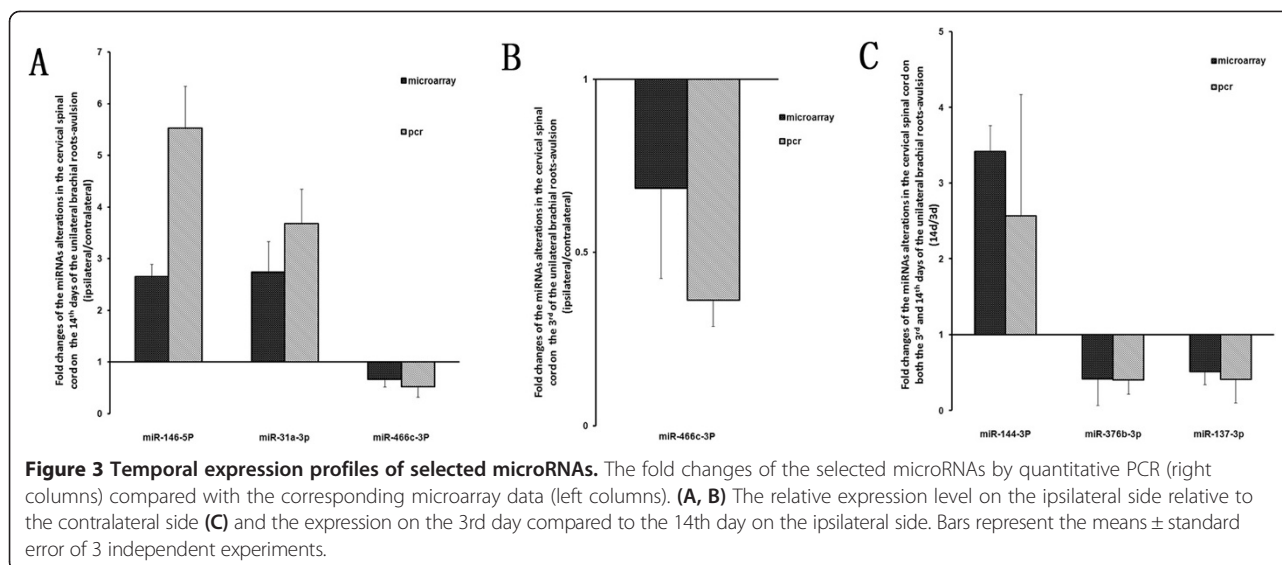 A
Fold changes of the miRNAs alterations in the cervical spinal
cord on the 14th days of the unilateral brachial roots-avulsion
(ipsilateral/contralateral)
7
6
5
4
3
2
1
0
microarray
pcr
miR-146-5P
miR-31a-3p
miR-466c-3P
B
Fold changes of the miRNAs alterations in the cervical spinal
cord on the 3rd of the unilateral brachial roots-avulsion
(ipsilateral/contralateral)
1
0.5
0
microarray
pcr
miR-466c-3P
C
Fold changes of the miRNAs alterations in the cervical spinal cord on
both the 3rd and 14th days of the unilateral brachial roots-avulsion
(14d/3d)
5
4
3
2
1
0
microarray
pcr
miR-144-3P
miR-376b-3p
miR-137-3p
Figure 3 Temporal expression profiles of selected microRNAs. The fold changes of the selected microRNAs by quantitative PCR (right
columns) compared with the corresponding microarray data (left columns). (A, B) The relative expression level on the ipsilateral side relative to
the contralateral side (C) and the expression on the 3rd day compared to the 14th day on the ipsilateral side. Bars represent the means ± standard
error of 3 independent experiments.